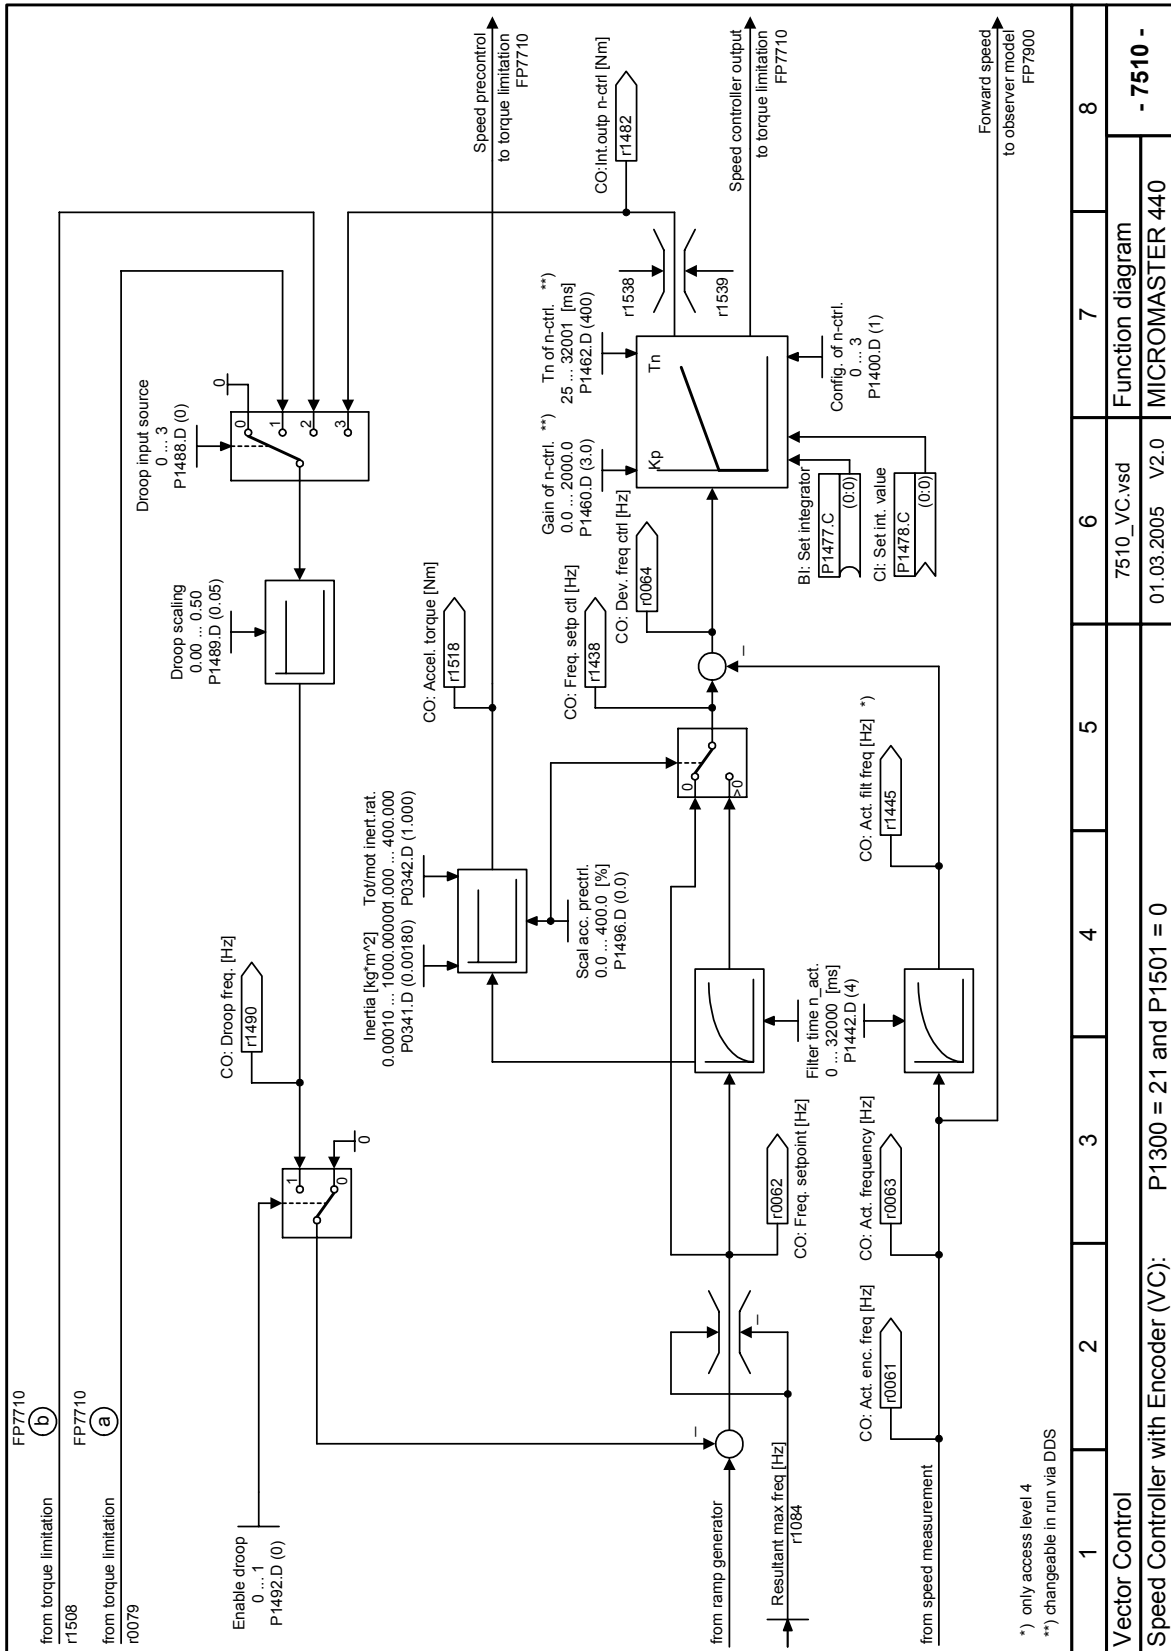 from torque limitation
r1508
FP7710
b
from torque limitation
r0079
FP7710
a
Enable droop
0 ... 1
P1492.D (0)
1
0
0
CO: Droop freq. [Hz]
r1490
Droop scaling
0.00 ... 0.50
P1489.D (0.05)
Droop input source
0 ... 3
P1488.D (0)
0
0
1
2
3
Inertia [kg*m^2]
0.00010 ... 1000.00000
P0341.D (0.00180)
Tot/mot inert.rat.
1.000 ... 400.000
P0342.D (1.000)
CO: Accel. torque [Nm]
r1518
Speed precontrol
to torque limitation
FP7710
Scal acc. prectrl.
0.0 ... 400.0 [%]
P1496.D (0.0)
CO: Freq. setp ctl [Hz]
r1438
CO: Dev. freq ctrl [Hz]
r0064
Gain of n-ctrl. **)
0.0 ... 2000.0
P1460.D (3.0)
Tn of n-ctrl. **)
25 ... 32001 [ms]
P1462.D (400)
r1538
r1539
CO:Int.outp n-ctrl [Nm]
r1482
Kp
Tn
Speed controller output
to torque limitation
FP7710
from ramp generator
–
Resultant max freq [Hz]
r1084
–
r0062
CO: Freq. setpoint [Hz]
0
>0
–
Filter time n_act.
0 ... 32000 [ms]
P1442.D (4)
BI: Set integrator
P1477.C
(0:0)
CI: Set int. value
P1478.C
(0:0)
Config. of n-ctrl.
0 ... 3
P1400.D (1)
from speed measurement
CO: Act. enc. freq [Hz]
r0061
CO: Act. frequency [Hz]
r0063
CO: Act. filt freq [Hz] *)
r1445
Forward speed
to observer model
FP7900
*) only access level 4
**) changeable in run via DDS
1
2
3
4
5
6
7
8
Vector Control
7510_VC.vsd
Function diagram
- 7510 -
Speed Controller with Encoder (VC):
P1300 = 21 and P1501 = 0
01.03.2005
V2.0
MICROMASTER 440